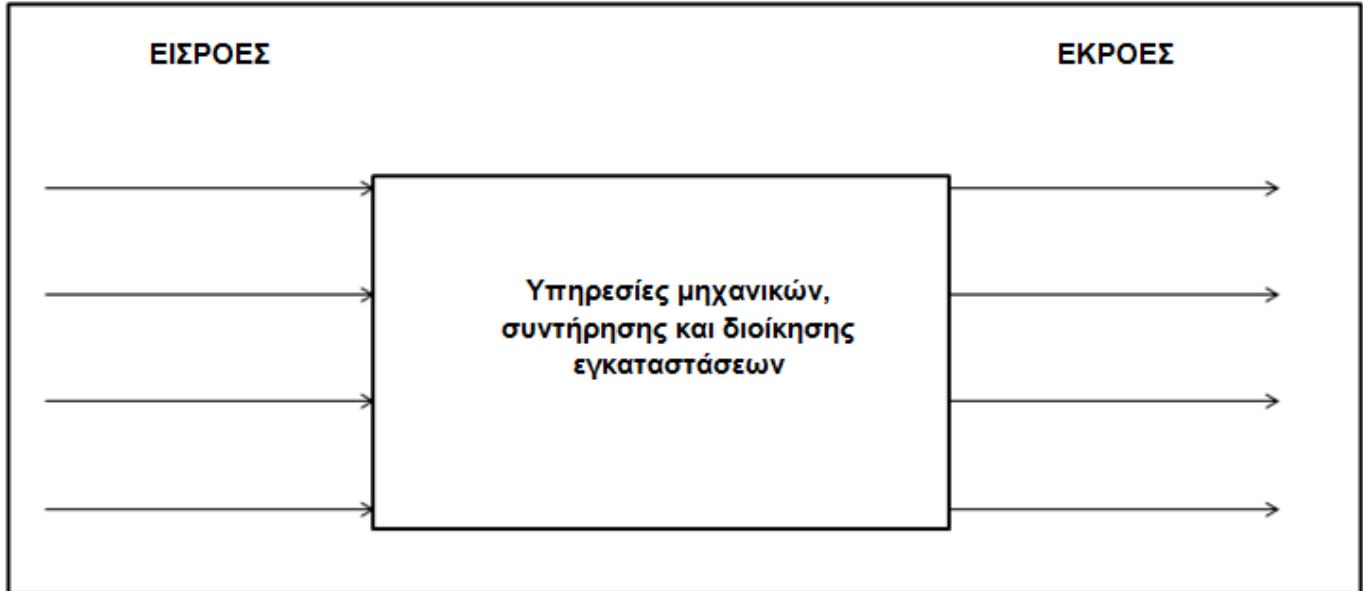 ΕΙΣΡΟΕΣ
ΕΚΡΟΕΣ
Υπηρεσίες μηχανικών,
συντήρησης και διοίκησης
εγκαταστάσεων